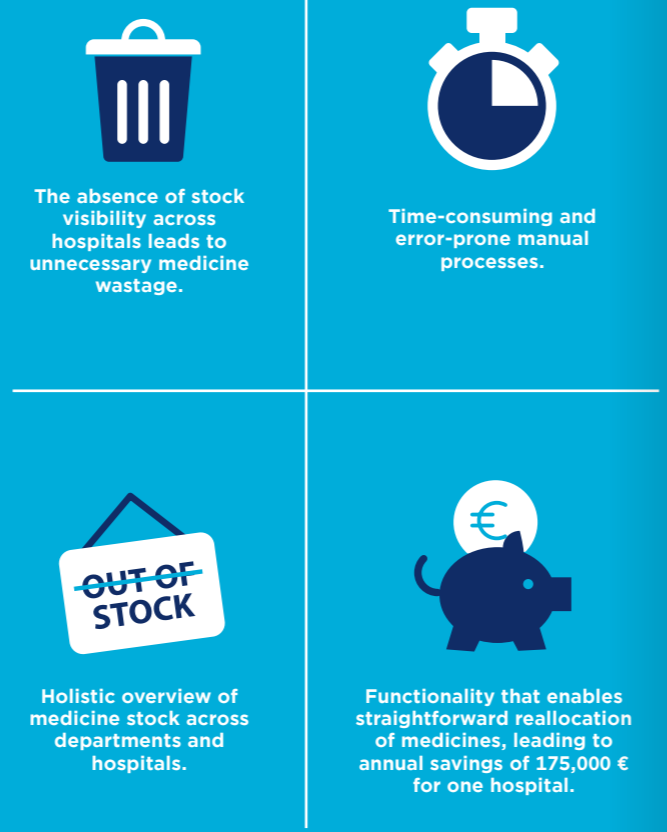 The absence of stock
visibility across
hospitals leads to
unnecessary medicine
wastage.
Time-consuming and
error-prone manual
processes.
OUT OF
STOCK
Holistic overview of
medicine stock across
departments and
hospitals.
€
Functionality that enables
straightforward reallocation
of medicines, leading to
annual savings of 175,000 €
for one hospital.